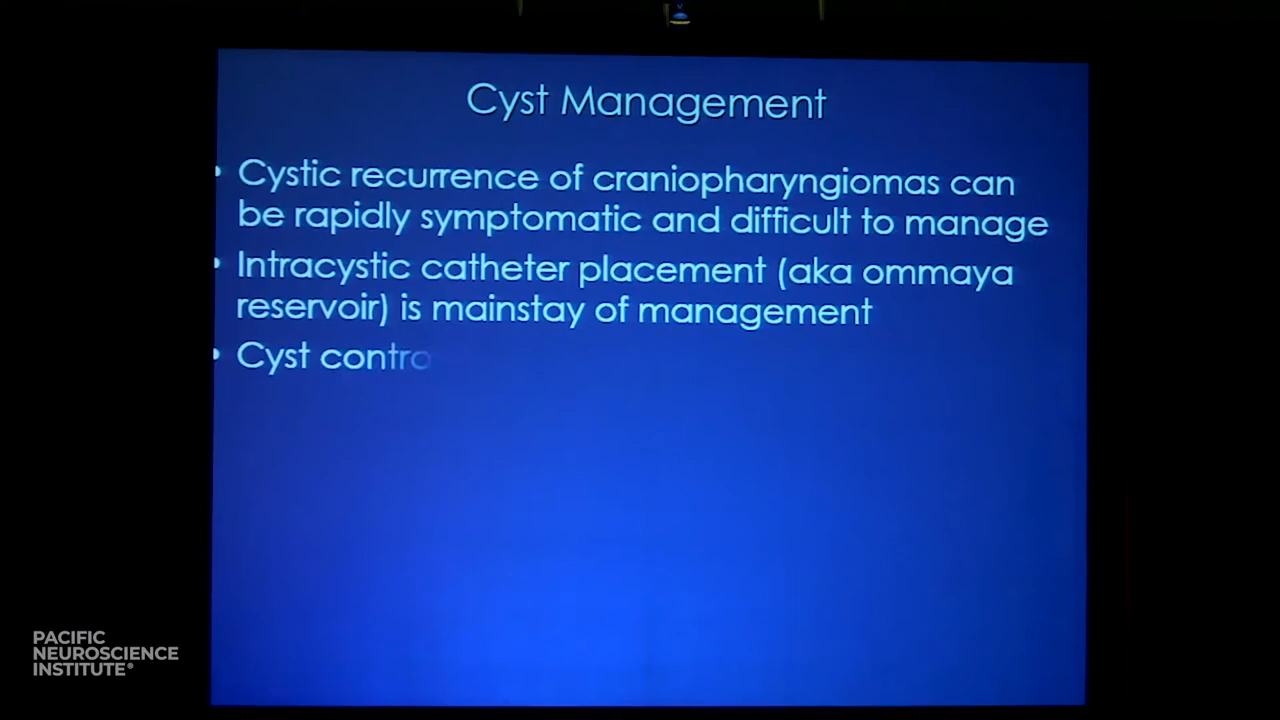 Cyst Management
• Cystic recurrence of craniopharyngiomas can
be rapidly symptomatic and difficult to manage
• Intracystic catheter placement (aka ommaya
reservoir) is mainstay of management
• Cyst contro
PACIFIC
NEUROSCIENCE
INSTITUTE®